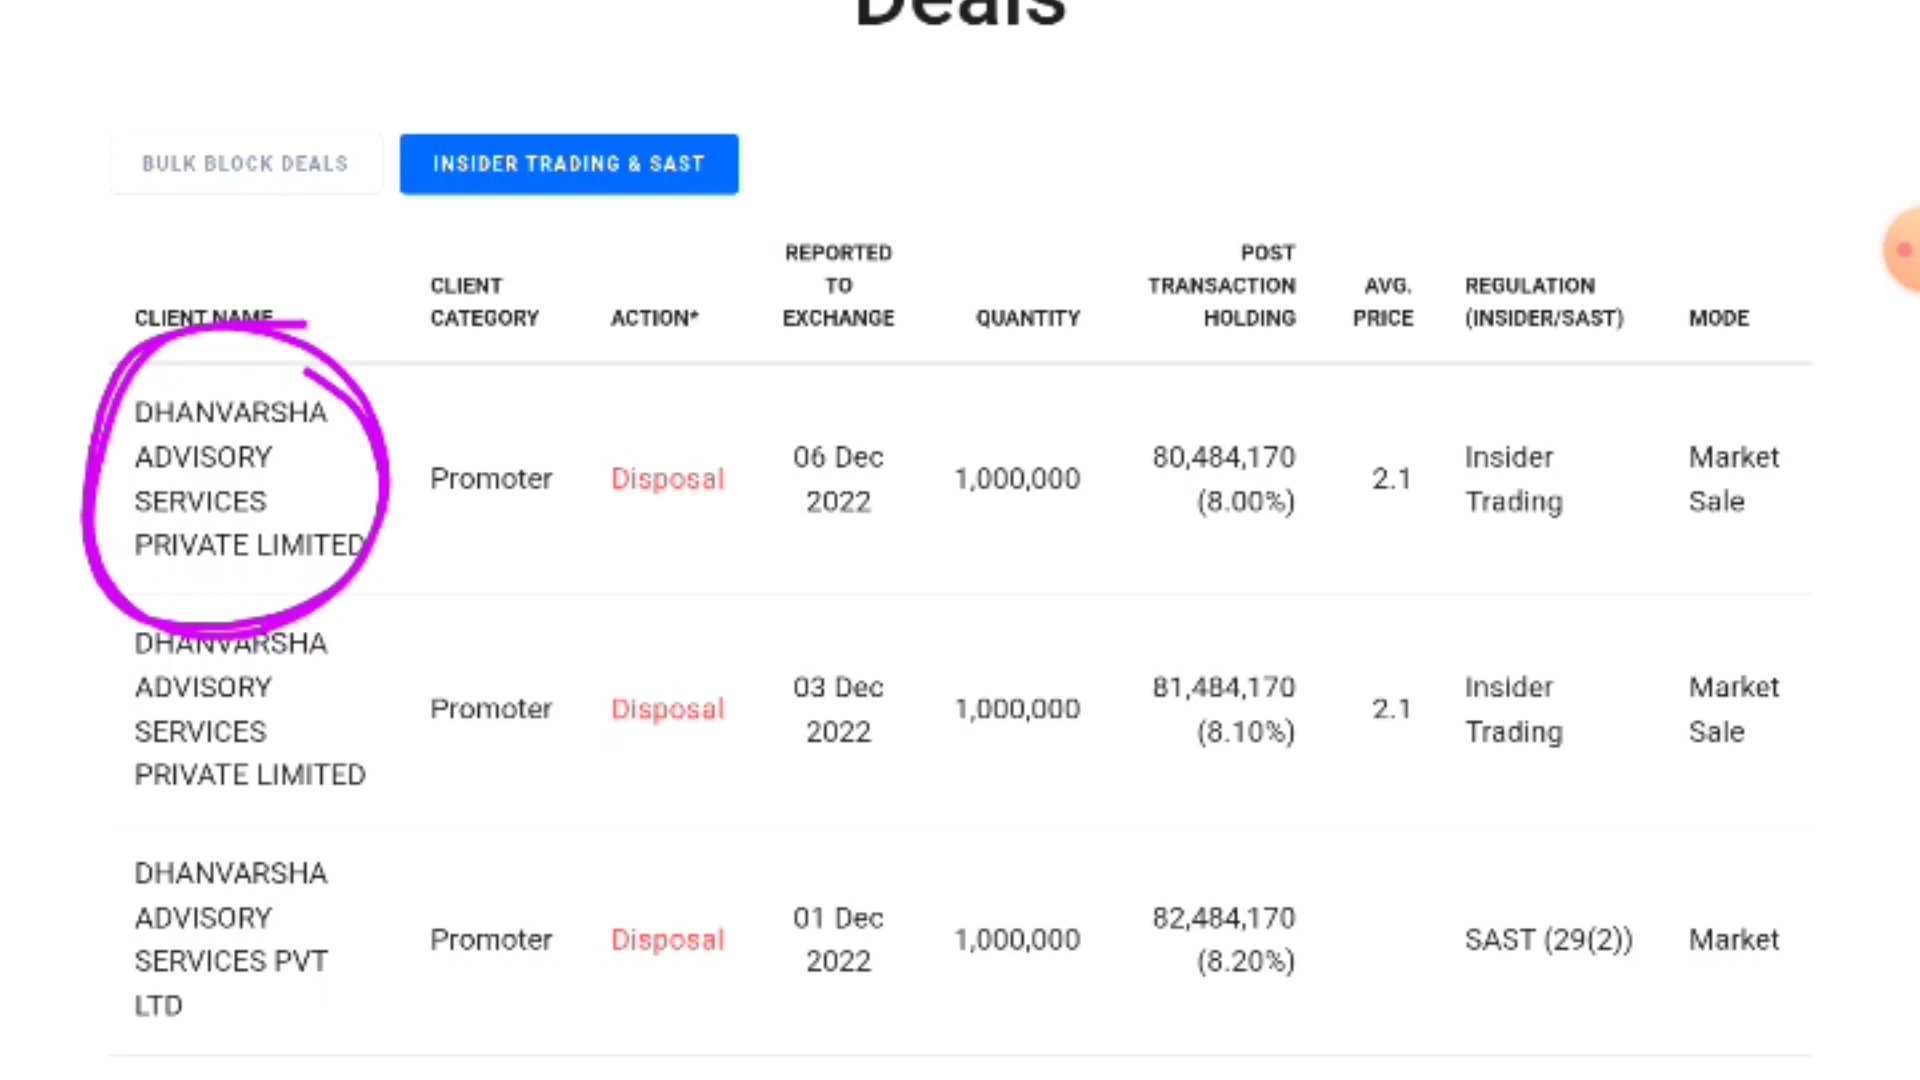 Deals
BULK BLOCK DEALS
INSIDER TRADING & SAST
CLIENT NAME
CLIENT
CATEGORY
ACTION*
REPORTED
TO
EXCHANGE
QUANTITY
POST
TRANSACTION
HOLDING
AVG.
PRICE
REGULATION
(INSIDER/SAST)
MODE
DHANVARSHA
ADVISORY
SERVICES
PRIVATE LIMITED
Promoter
Disposal
06 Dec
2022
1,000,000
80,484,170
(8.00%)
2.1
Insider
Trading
Market
Sale
DHANVARSHA
ADVISORY
SERVICES
PRIVATE LIMITED
Promoter
Disposal
03 Dec
2022
1,000,000
81,484,170
(8.10%)
2.1
Insider
Trading
Market
Sale
DHANVARSHA
ADVISORY
SERVICES PVT
LTD
Promoter
Disposal
01 Dec
2022
1,000,000
82,484,170
(8.20%)
SAST (29(2))
Market